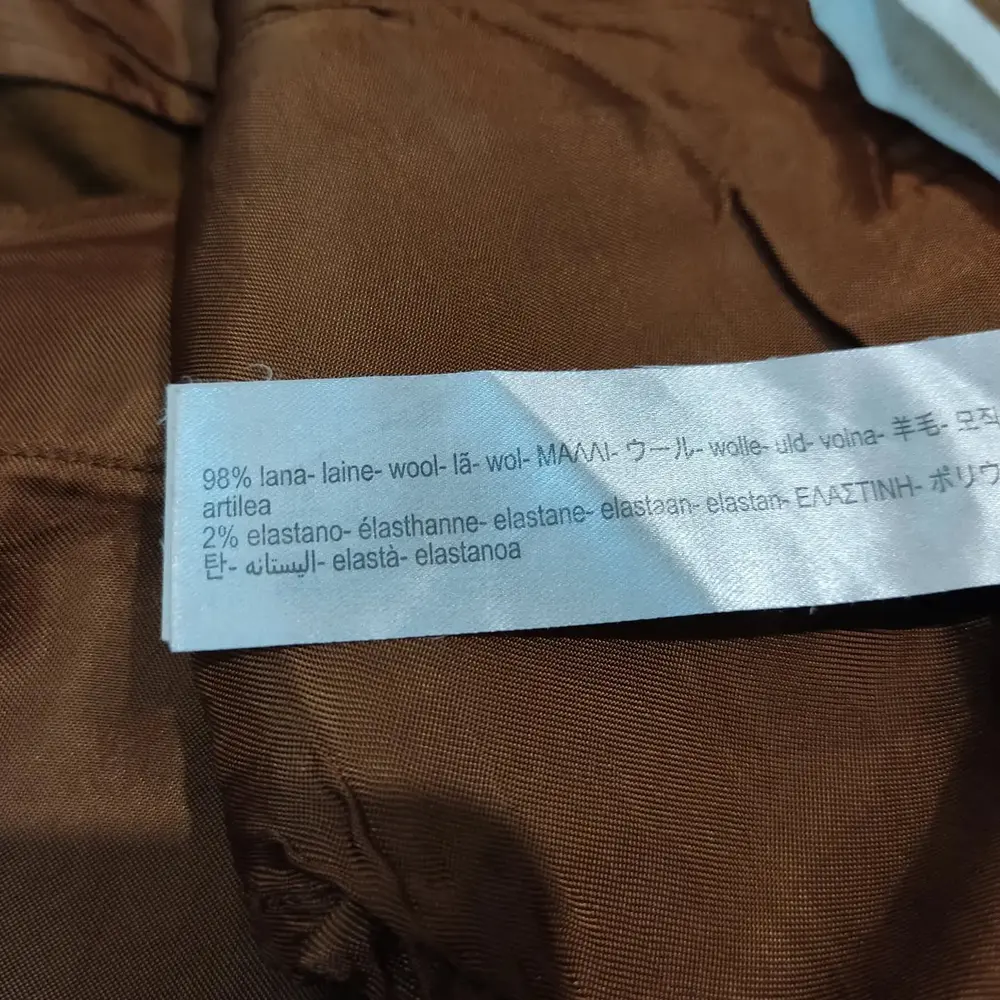 98% lana- laine- wool- lã- wol- ΜΑΛΛΙ- ウール- wolle- uld- volna- 羊毛- 모직
artilea
2% elastano- élasthanne- elastane- elastaan- elastan- ΕΛΑΣΤΙΝΗ- ポリウ
탄- اليستانه- elastà- elastanoa